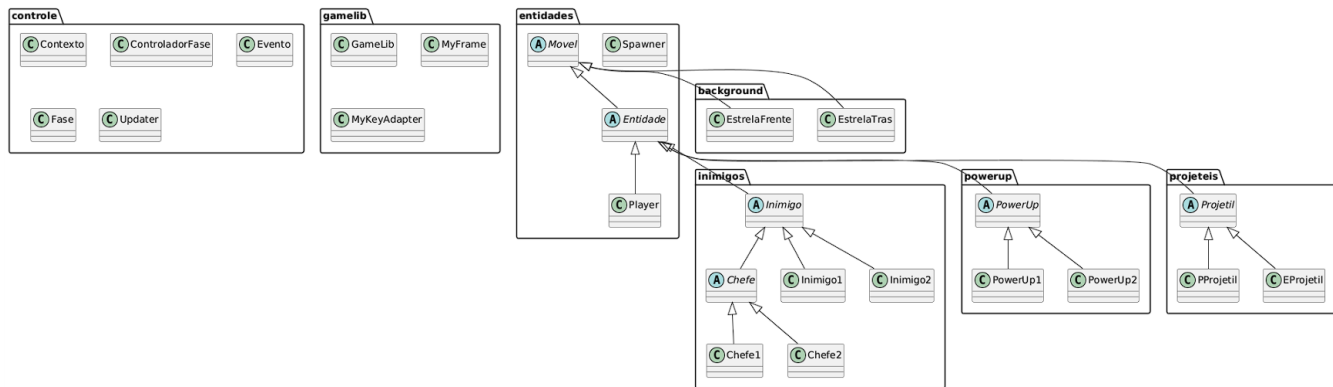 controle
C Contexto
C ControladorFase
C Evento
C Fase
C Updater
gamelib
C GameLib
C MyFrame
C MyKeyAdapter
entidades
A Movel
C Spawner
A Entidade
C Player
background
C EstrelaFrente
C EstrelaTras
inimigos
A Inimigo
A Chefe
C Inimigo1
C Inimigo2
C Chefe1
C Chefe2
powerup
A PowerUp
C PowerUp1
C PowerUp2
projeteis
A Projetil
C PProjetil
C EProjetil